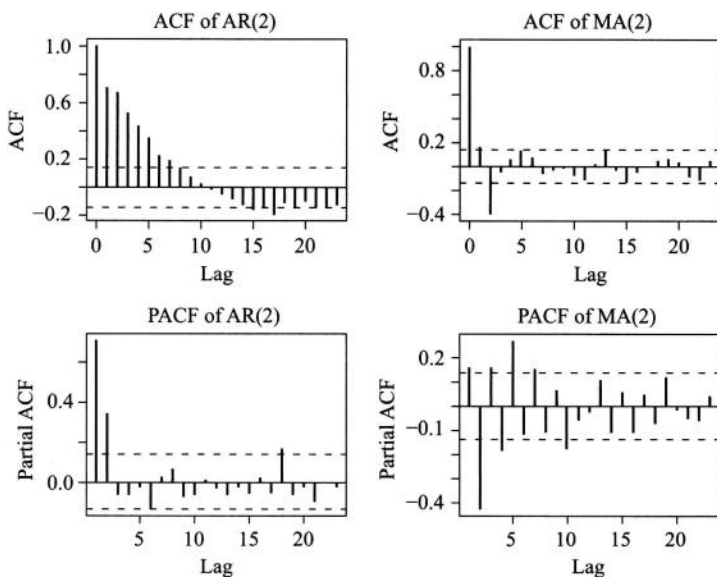 ACF of AR(2)
1.0
0.6
0.2
−0.2
ACF
0 5 10 15 20
Lag
ACF of MA(2)
0.8
0.2
−0.4
ACF
0 5 10 15 20
Lag
PACF of AR(2)
0.4
0.0
Partial ACF
0 5 10 15 20
Lag
PACF of MA(2)
0.2
−0.1
−0.4
Partial ACF
5 10 15 20
Lag